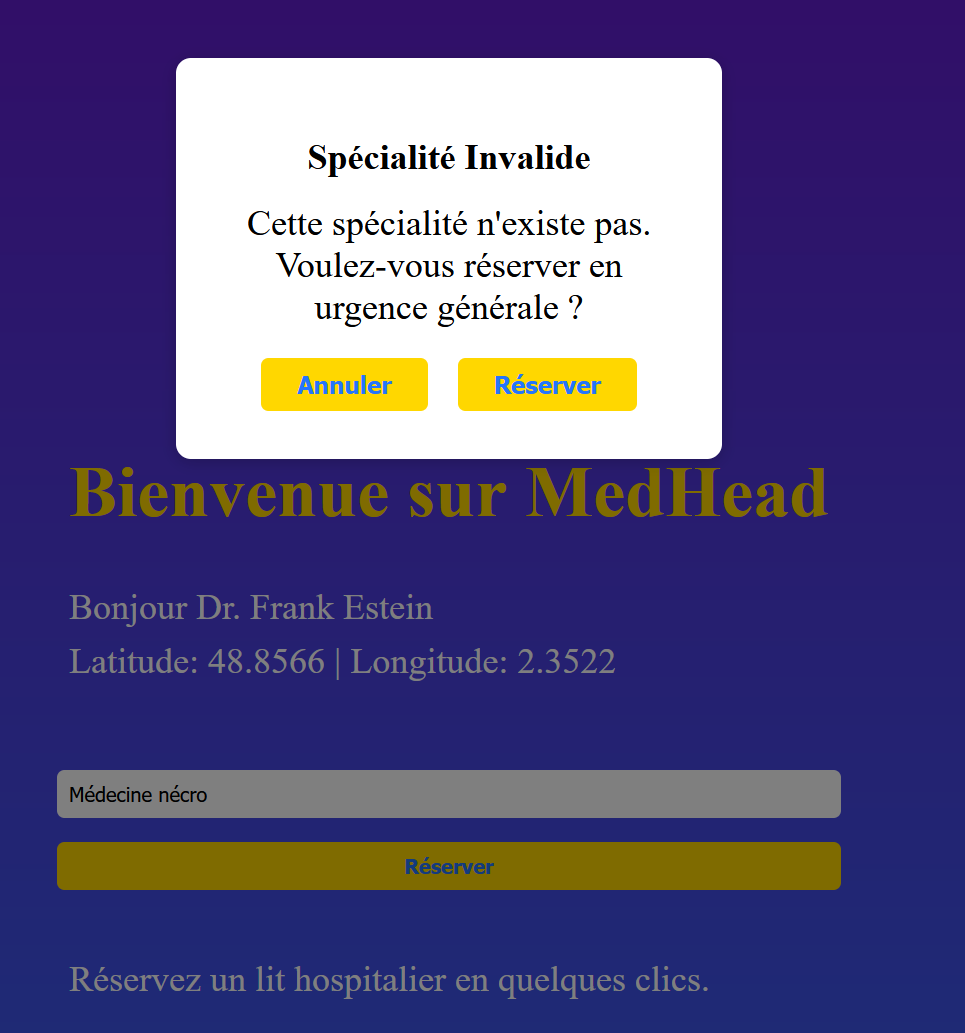 Spécialité Invalide
Cette spécialité n'existe pas.
Voulez-vous réserver en
urgence générale ?
Annuler
Réserver
Bienvenue sur MedHead
Bonjour Dr. Frank Estein
Latitude: 48.8566 | Longitude: 2.3522
Médecine nécro
Réserver
Réservez un lit hospitalier en quelques clics.